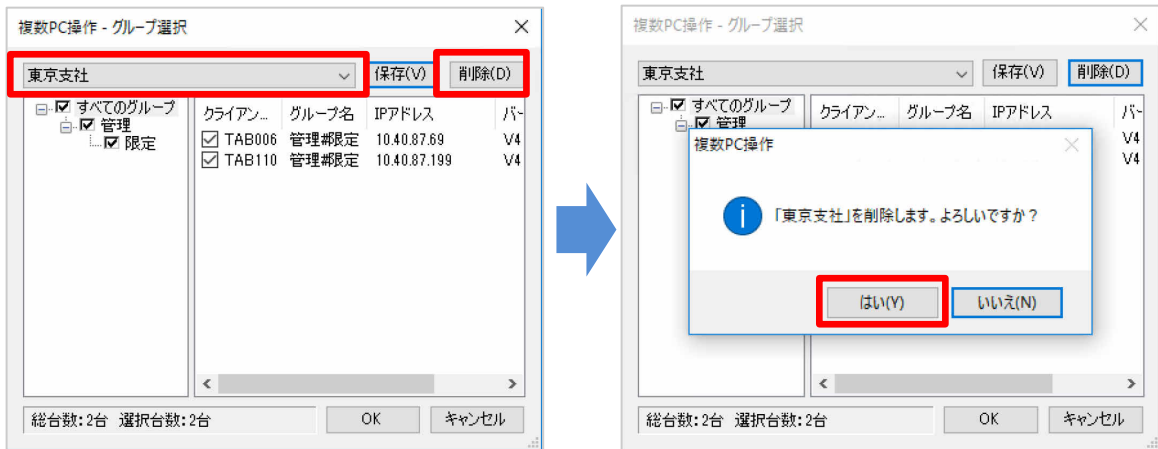 複数PC操作 - グループ選択
東京支社
保存(V)
削除(D)
すべてのグループ
管理
限定
クライアン... グループ名 IPアドレス バー
TAB006 管理#限定 10.40.87.69 V4
TAB110 管理#限定 10.40.87.199 V4
総台数:2台 選択台数:2台
OK
キャンセル
複数PC操作 - グループ選択
東京支社
保存(V)
削除(D)
すべてのグループ
管理
クライアン... グループ名 IPアドレス バー
V4
V4
複数PC操作
「東京支社」を削除します。よろしいですか?
はい(Y)
いいえ(N)
総台数:2台 選択台数:2台
OK
キャンセル